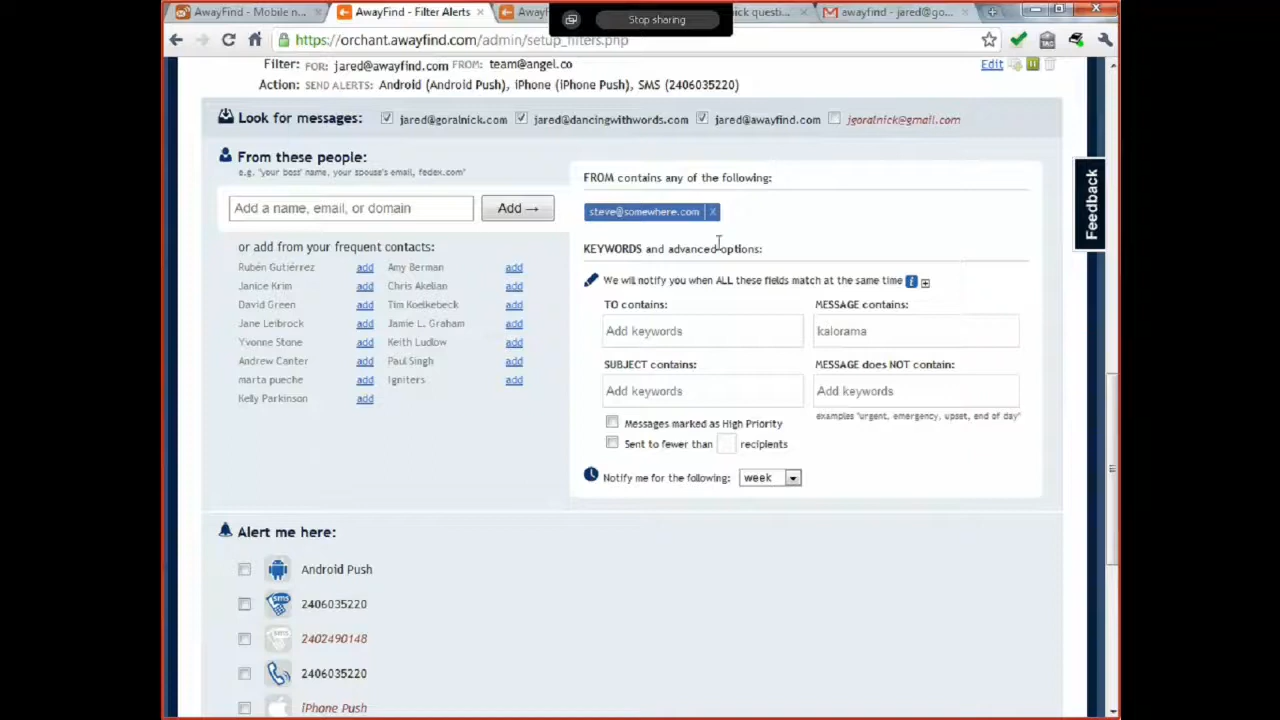 AwayFind - Mobile n... × AwayFind - Filter Alerts × AwayFi ick questi... × awayfind - jared@go... ×
Stop sharing
https://orchant.awayfind.com/admin/setup_filters.php
Filter: FOR: jared@awayfind.com FROM: team@angel.co Edit
Action: SEND ALERTS: Android (Android Push), iPhone (iPhone Push), SMS (2406035220)
Look for messages: jared@goralnick.com jared@dancingwithwords.com jared@awayfind.com jgoralnick@gmail.com
From these people:
e.g. "your boss' name, your spouse's email, fedex.com"
Add a name, email, or domain Add →
or add from your frequent contacts:
Rubén Gutiérrez add Amy Berman add
Janice Krim add Chris Akelian add
David Green add Tim Koelkebeck add
Jane Leibrock add Jamie L. Graham add
Yvonne Stone add Keith Ludlow add
Andrew Canter add Paul Singh add
marta pueche add Igniters add
Kelly Parkinson add
FROM contains any of the following:
steve@somewhere.com X
KEYWORDS and advanced options:
We will notify you when ALL these fields match at the same time i
TO contains: MESSAGE contains:
Add keywords kalorama
SUBJECT contains: MESSAGE does NOT contain:
Add keywords Add keywords
examples "urgent, emergency, upset, end of day"
Messages marked as High Priority
Sent to fewer than recipients
Notify me for the following: week
Feedback
Alert me here:
Android Push
sms 2406035220
sms 2402490148
2406035220
iPhone Push